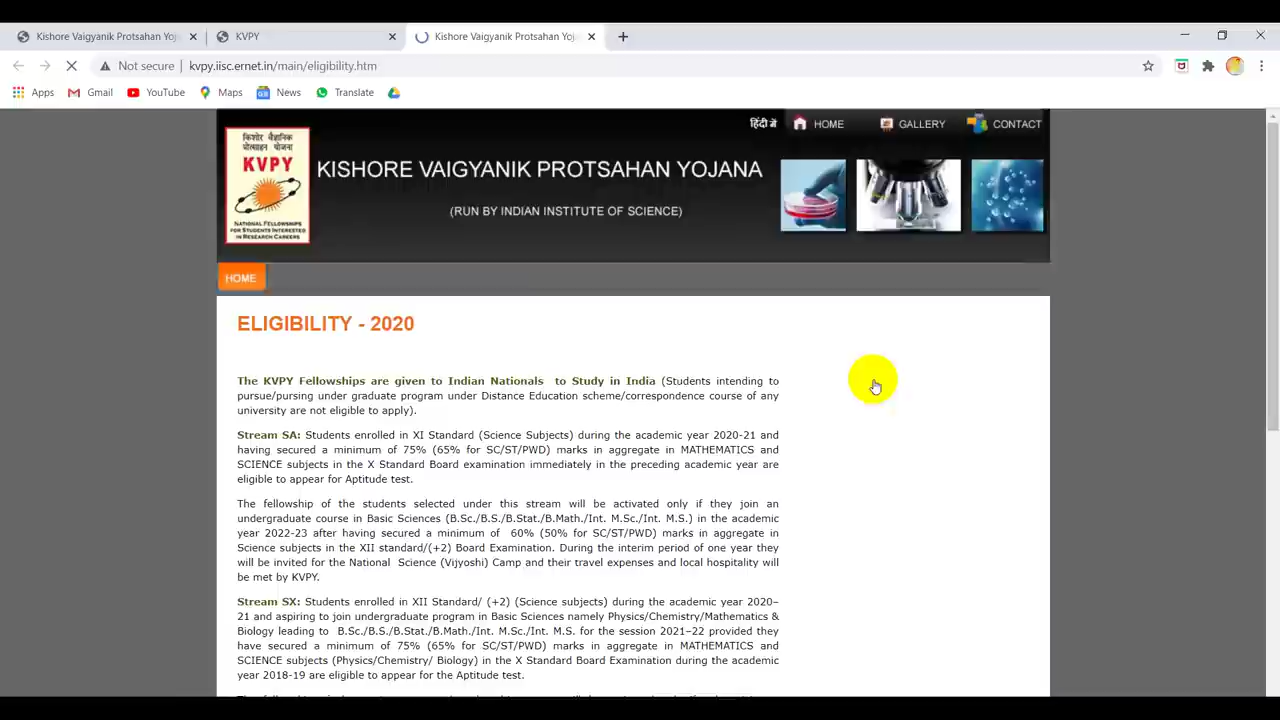 Kishore Vaigyanik Protsahan Yoj
KVPY
Kishore Vaigyanik Protsahan Yoja
Not secure
kvpy.iisc.ernet.in/main/eligibility.htm
Apps
Gmail
YouTube
Maps
News
Translate
हिंदी में
HOME
GALLERY
CONTACT
किशोर वैज्ञानिक
प्रोत्साहन योजना
KVPY
NATIONAL FELLOWSHIPS
FOR STUDENTS INTERESTED
IN RESEARCH CAREERS
KISHORE VAIGYANIK PROTSAHAN YOJANA
(RUN BY INDIAN INSTITUTE OF SCIENCE)
HOME
ELIGIBILITY - 2020
The KVPY Fellowships are given to Indian Nationals to Study in India (Students intending to
pursue/pursing under graduate program under Distance Education scheme/correspondence course of any
university are not eligible to apply).
Stream SA: Students enrolled in XI Standard (Science Subjects) during the academic year 2020-21 and
having secured a minimum of 75% (65% for SC/ST/PWD) marks in aggregate in MATHEMATICS and
SCIENCE subjects in the X Standard Board examination immediately in the preceding academic year are
eligible to appear for Aptitude test.
The fellowship of the students selected under this stream will be activated only if they join an
undergraduate course in Basic Sciences (B.Sc./B.S./B.Stat./B.Math./Int. M.Sc./Int. M.S.) in the academic
year 2022-23 after having secured a minimum of 60% (50% for SC/ST/PWD) marks in aggregate in
Science subjects in the XII standard/(+2) Board Examination. During the interim period of one year they
will be invited for the National Science (Vijyoshi) Camp and their travel expenses and local hospitality will
be met by KVPY.
Stream SX: Students enrolled in XII Standard/ (+2) (Science subjects) during the academic year 2020–
21 and aspiring to join undergraduate program in Basic Sciences namely Physics/Chemistry/Mathematics &
Biology leading to B.Sc./B.S./B.Stat./B.Math./Int. M.Sc./Int. M.S. for the session 2021–22 provided they
have secured a minimum of 75% (65% for SC/ST/PWD) marks in aggregate in MATHEMATICS and
SCIENCE subjects (Physics/Chemistry/ Biology) in the X Standard Board Examination during the academic
year 2018-19 are eligible to appear for the Aptitude test.